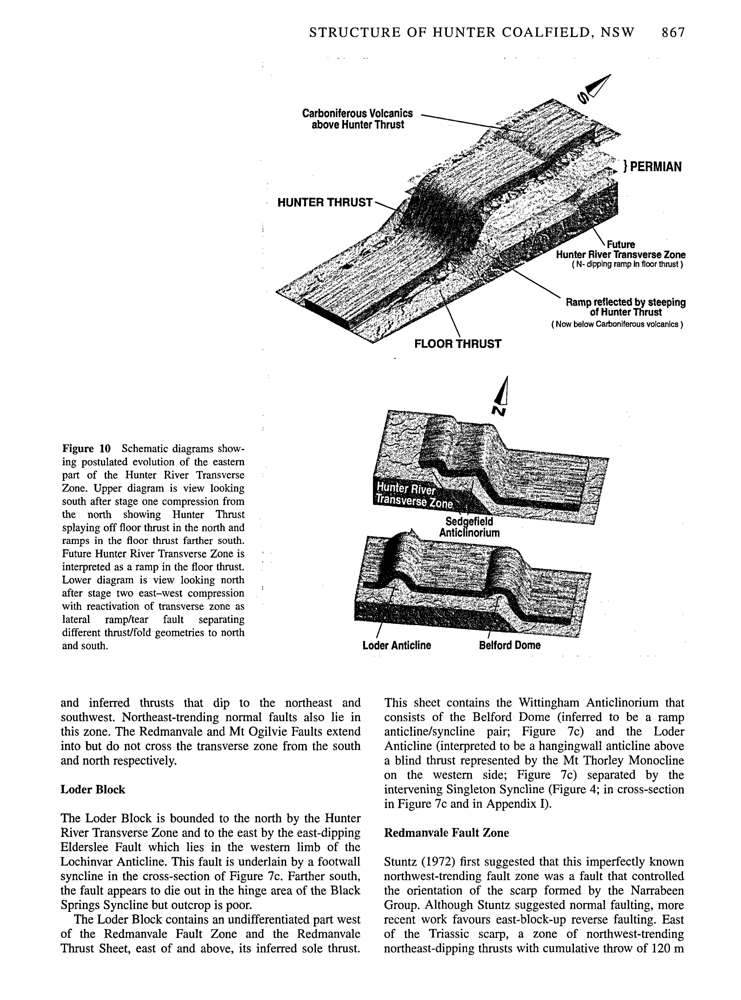 STRUCTURE OF HUNTER COALFIELD, NSW 867
S
Carboniferous Volcanics
above Hunter Thrust
} PERMIAN
HUNTER THRUST
Future
Hunter River Transverse Zone
( N- dipping ramp in floor thrust )
Ramp reflected by steeping
of Hunter Thrust
( Now below Carboniferous volcanics )
FLOOR THRUST
N
Hunter River
Transverse Zone
Sedgefield
Anticlinorium
Loder Anticline
Belford Dome
Figure 10 Schematic diagrams show-
ing postulated evolution of the eastern
part of the Hunter River Transverse
Zone. Upper diagram is view looking
south after stage one compression from
the north showing Hunter Thrust
splaying off floor thrust in the north and
ramps in the floor thrust farther south.
Future Hunter River Transverse Zone is
interpreted as a ramp in the floor thrust.
Lower diagram is view looking north
after stage two east–west compression
with reactivation of transverse zone as
lateral ramp/tear fault separating
different thrust/fold geometries to north
and south.
and inferred thrusts that dip to the northeast and
southwest. Northeast-trending normal faults also lie in
this zone. The Redmanvale and Mt Ogilvie Faults extend
into but do not cross the transverse zone from the south
and north respectively.
Loder Block
The Loder Block is bounded to the north by the Hunter
River Transverse Zone and to the east by the east-dipping
Elderslee Fault which lies in the western limb of the
Lochinvar Anticline. This fault is underlain by a footwall
syncline in the cross-section of Figure 7c. Farther south,
the fault appears to die out in the hinge area of the Black
Springs Syncline but outcrop is poor.
The Loder Block contains an undifferentiated part west
of the Redmanvale Fault Zone and the Redmanvale
Thrust Sheet, east of and above, its inferred sole thrust.
This sheet contains the Wittingham Anticlinorium that
consists of the Belford Dome (inferred to be a ramp
anticline/syncline pair; Figure 7c) and the Loder
Anticline (interpreted to be a hangingwall anticline above
a blind thrust represented by the Mt Thorley Monocline
on the western side; Figure 7c) separated by the
intervening Singleton Syncline (Figure 4; in cross-section
in Figure 7c and in Appendix I).
Redmanvale Fault Zone
Stuntz (1972) first suggested that this imperfectly known
northwest-trending fault zone was a fault that controlled
the orientation of the scarp formed by the Narrabeen
Group. Although Stuntz suggested normal faulting, more
recent work favours east-block-up reverse faulting. East
of the Triassic scarp, a zone of northwest-trending
northeast-dipping thrusts with cumulative throw of 120 m